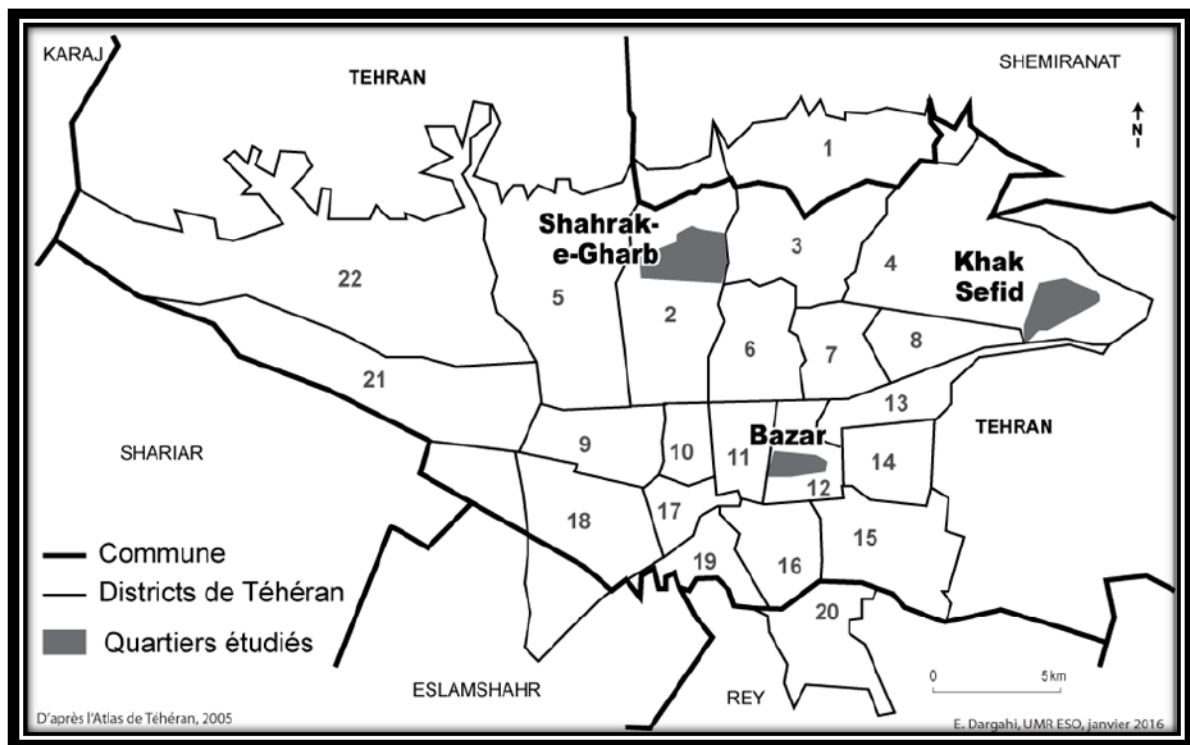 KARAJ
TEHRAN
SHEMIRANAT
N
1
Shahrak-
e-Gharb
3
4
Khak
Sefid
22
5
2
6
7
8
21
13
Bazar
TEHRAN
9
10
11
14
SHARIAR
12
17
18
15
19
16
Commune
Districts de Téhéran
20
Quartiers étudiés
0 5 km
ESLAMSHAHR
REY
D'après l'Atlas de Téhéran, 2005
E. Dargahi, UMR ESO, janvier 2016